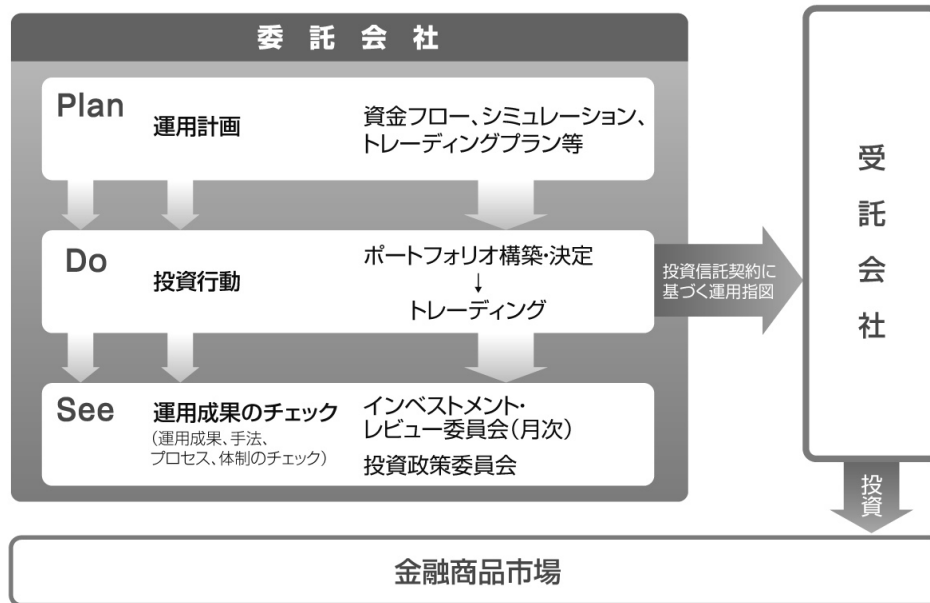 委託会社
Plan
運用計画
資金フロー、シミュレーション、
トレーディングプラン等
Do
投資行動
ポートフォリオ構築・決定
↓
トレーディング
投資信託契約に
基づく運用指図
See
運用成果のチェック
(運用成果、手法、
プロセス、体制のチェック)
インベストメント・
レビュー委員会(月次)
投資政策委員会
受託会社
投資
金融商品市場